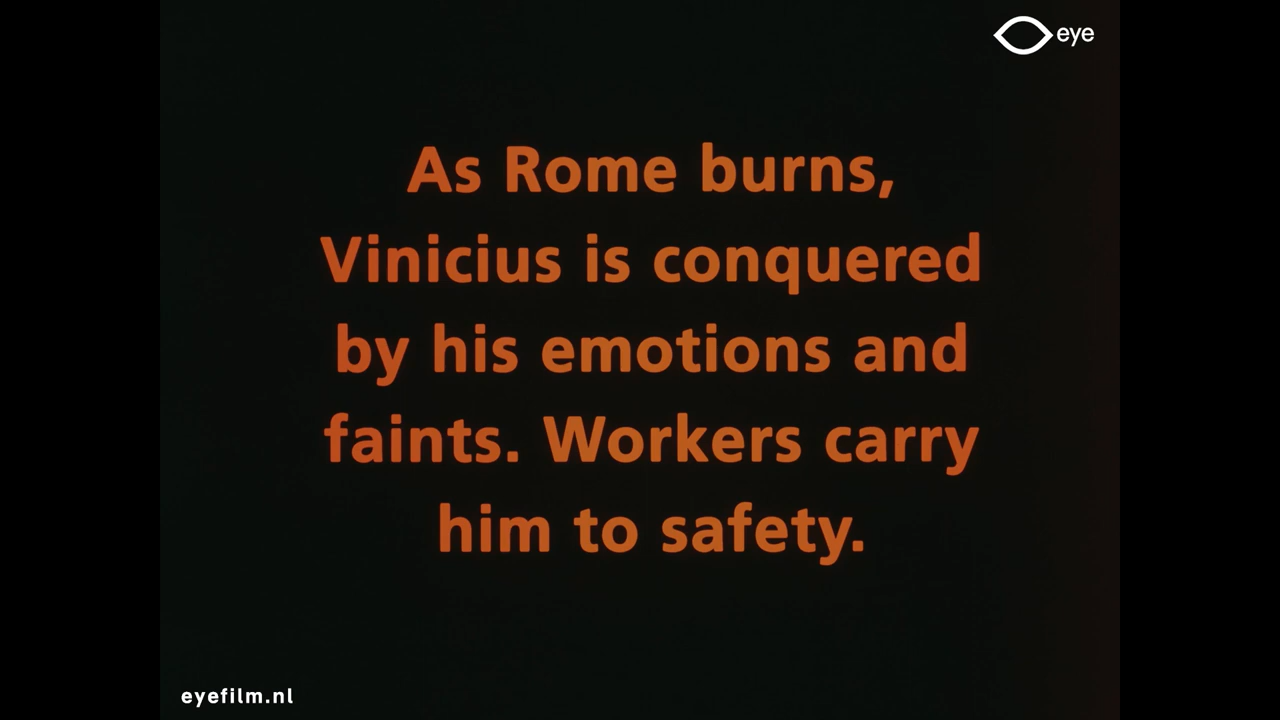 eye
As Rome burns,
Vinicius is conquered
by his emotions and
faints. Workers carry
him to safety.
eyefilm.nl